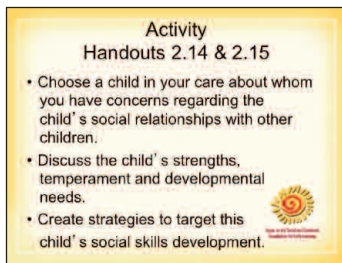 Activity
Handouts 2.14 & 2.15
• Choose a child in your care about whom
you have concerns regarding the
child's social relationships with other
children.
• Discuss the child's strengths,
temperament and developmental
needs.
• Create strategies to target this
child's social skills development.